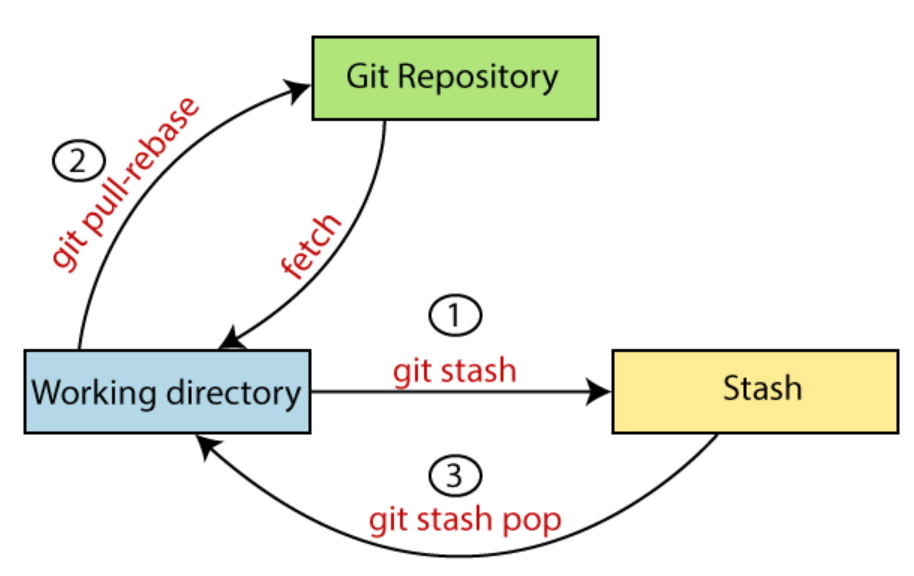 Git Repository
2
git pull-rebase
fetch
1
git stash
Working directory
Stash
3
git stash pop